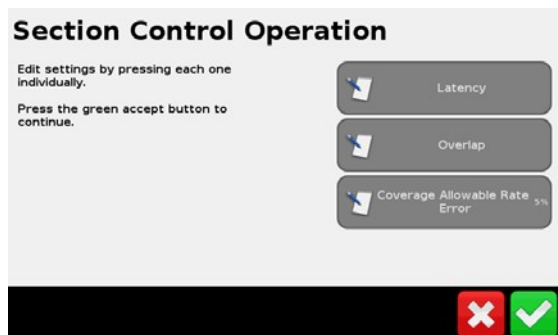 Section Control Operation
Edit settings by pressing each one
individually.
Press the green accept button to
continue.
Latency
Overlap
Coverage Allowable Rate 5%
Error